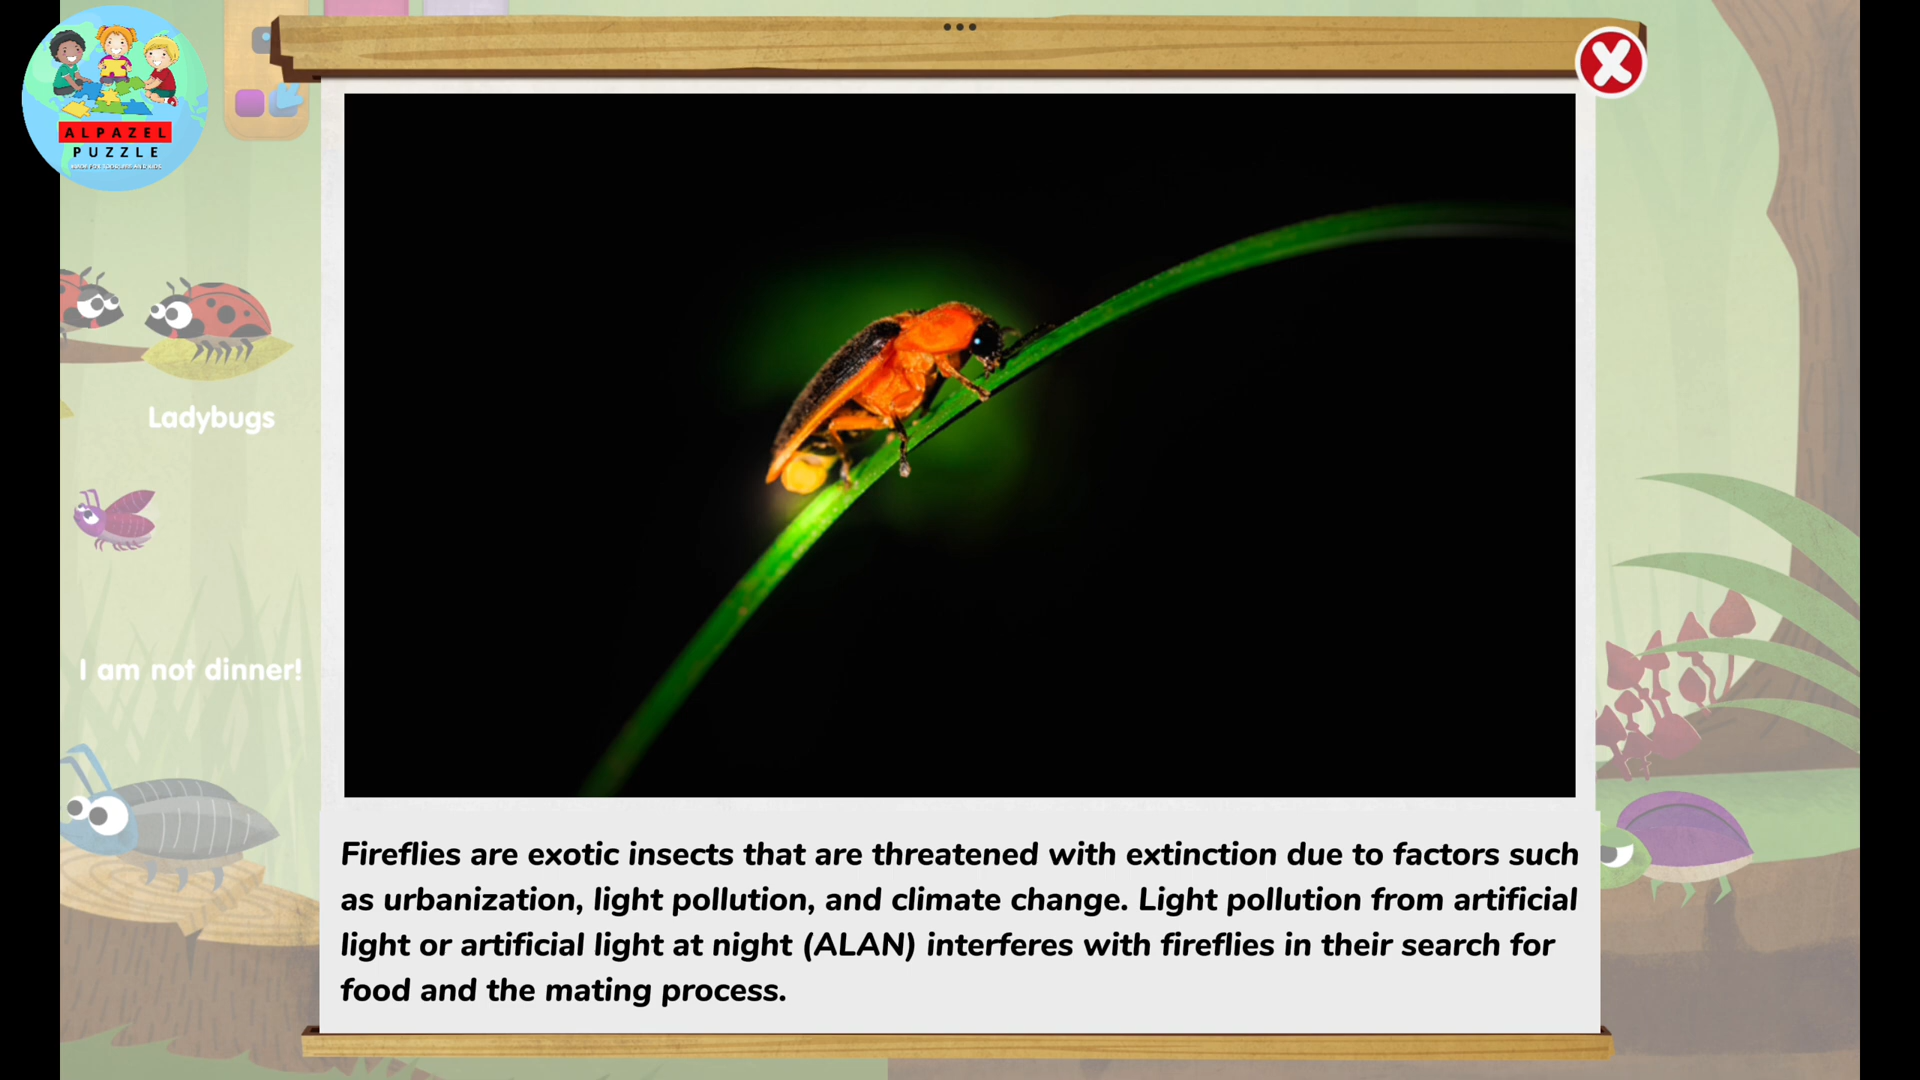 ALPAZEL
PUZZLE
Ladybugs
I am not dinner!
Fireflies are exotic insects that are threatened with extinction due to factors such
as urbanization, light pollution, and climate change. Light pollution from artificial
light or artificial light at night (ALAN) interferes with fireflies in their search for
food and the mating process.